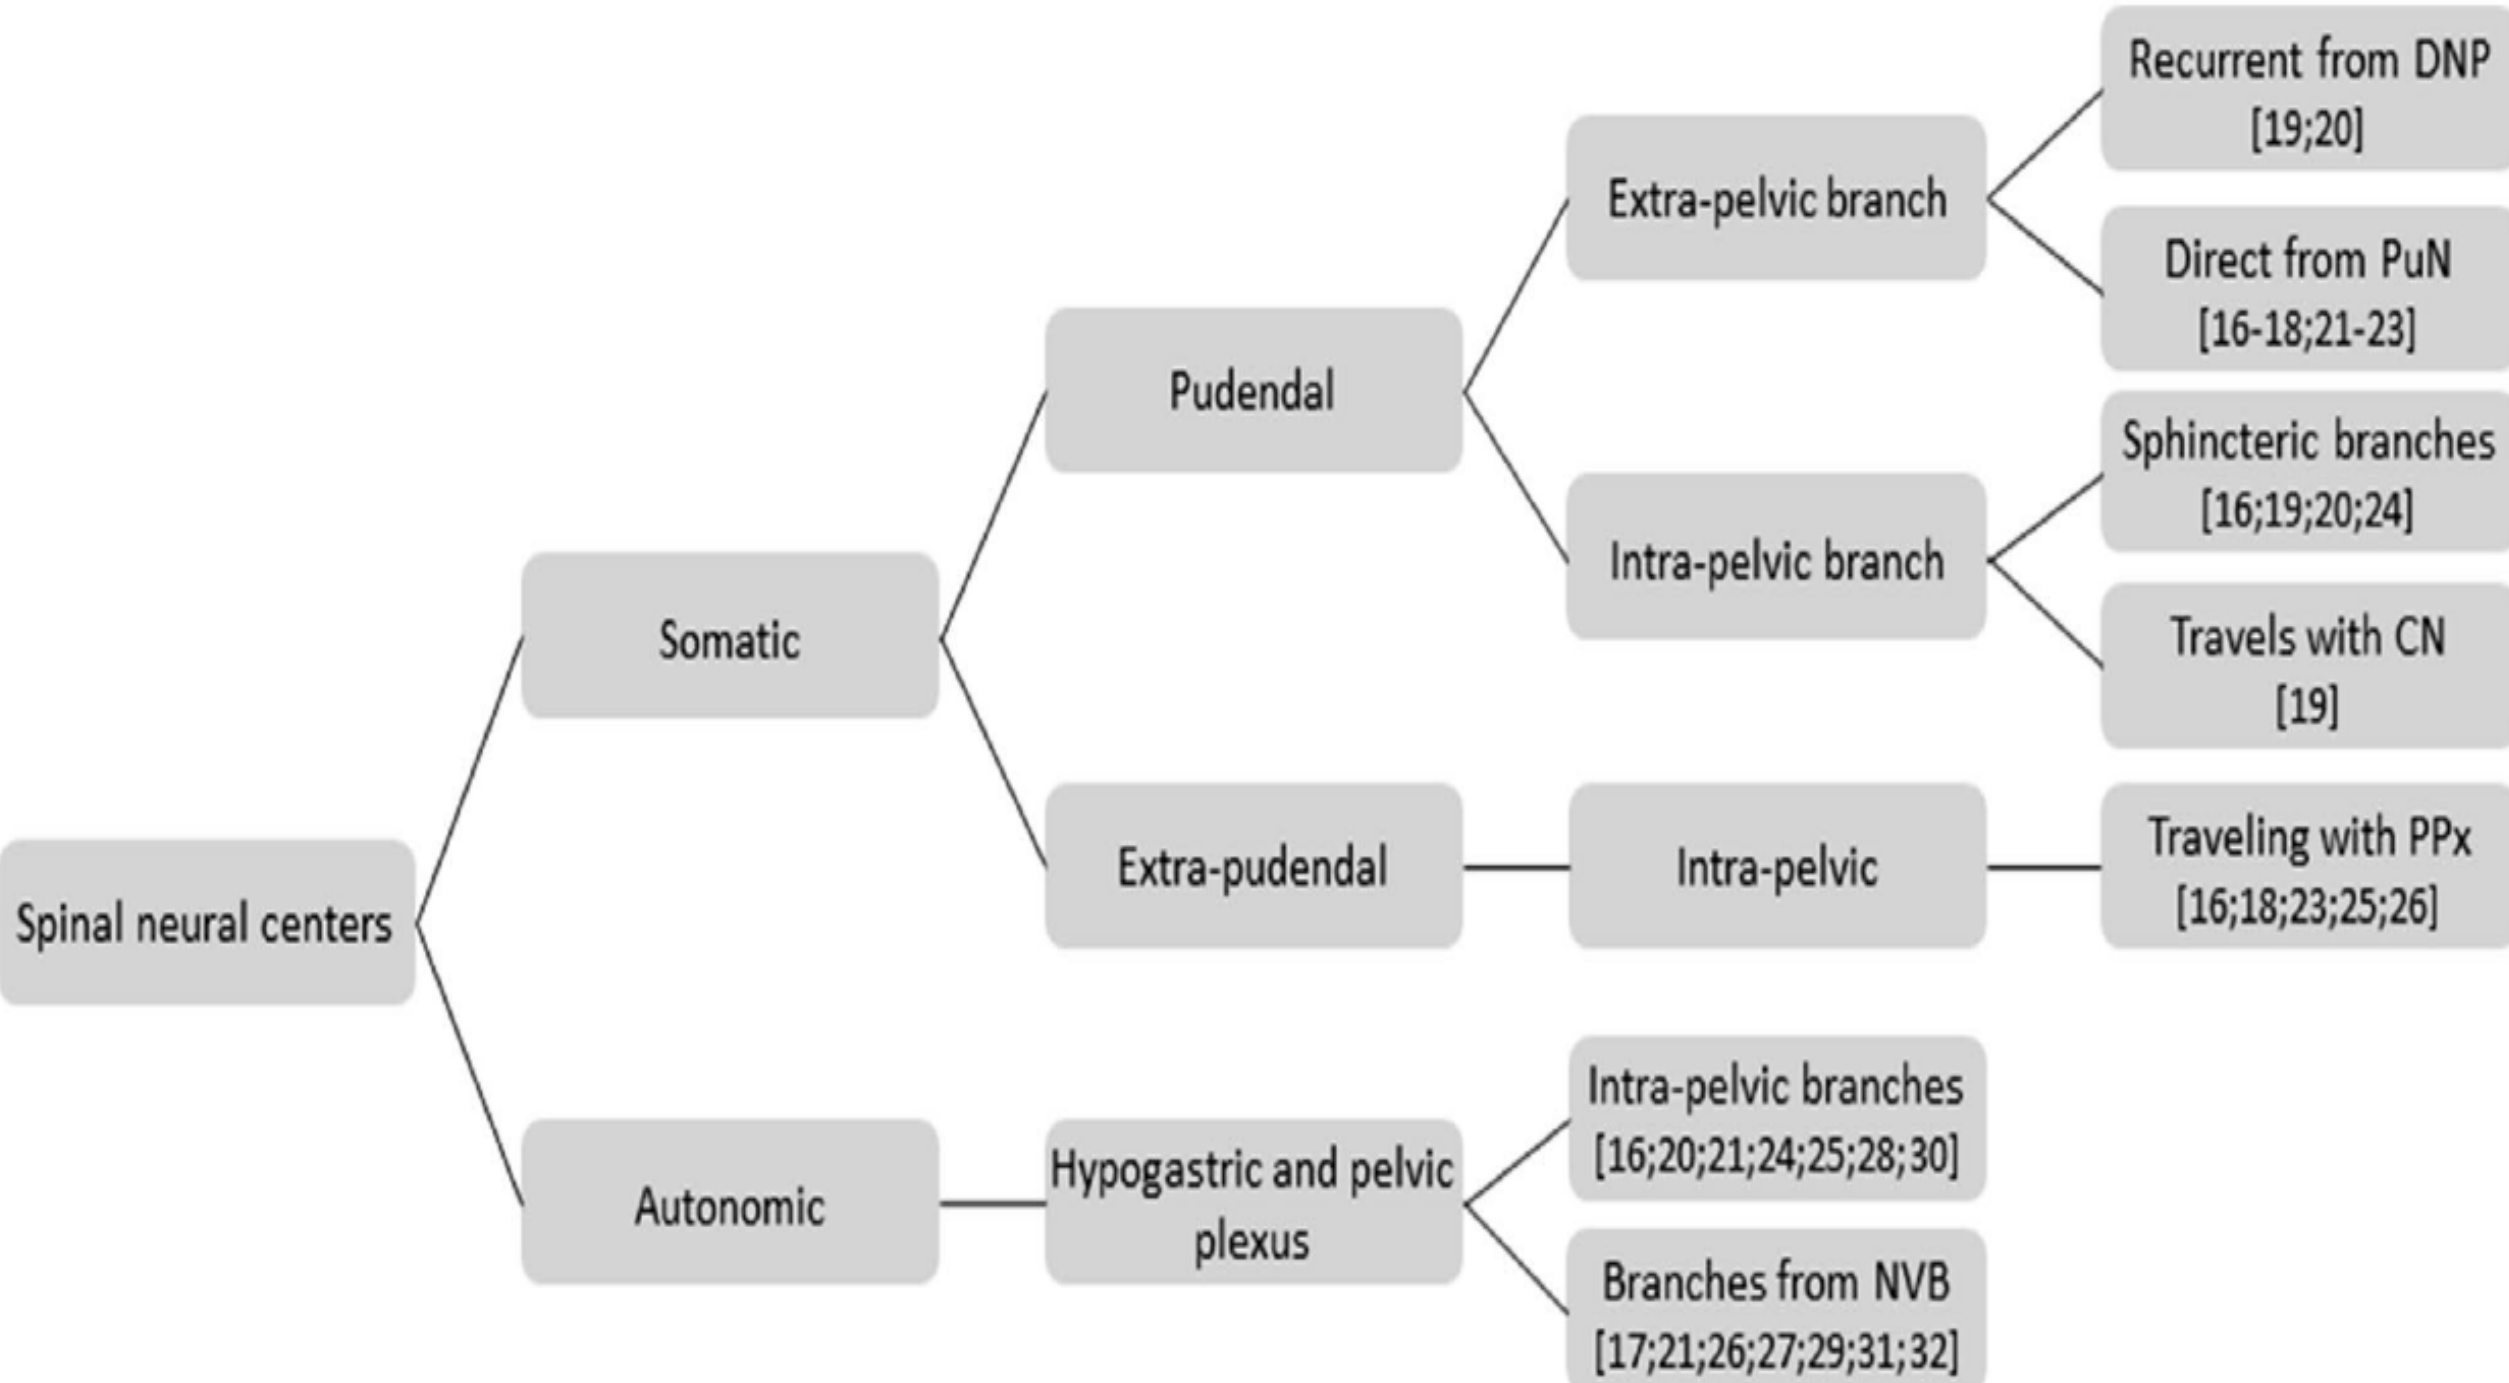 Recurrent from DNP
[19;20]
Extra-pelvic branch
Direct from PuN
[16-18;21-23]
Pudendal
Sphincteric branches
[16;19;20;24]
Intra-pelvic branch
Travels with CN
[19]
Somatic
Extra-pudendal
Intra-pelvic
Traveling with PPx
[16;18;23;25;26]
Spinal neural centers
Intra-pelvic branches
[16;20;21;24;25;28;30]
Autonomic
Hypogastric and pelvic
plexus
Branches from NVB
[17;21;26;27;29;31;32]